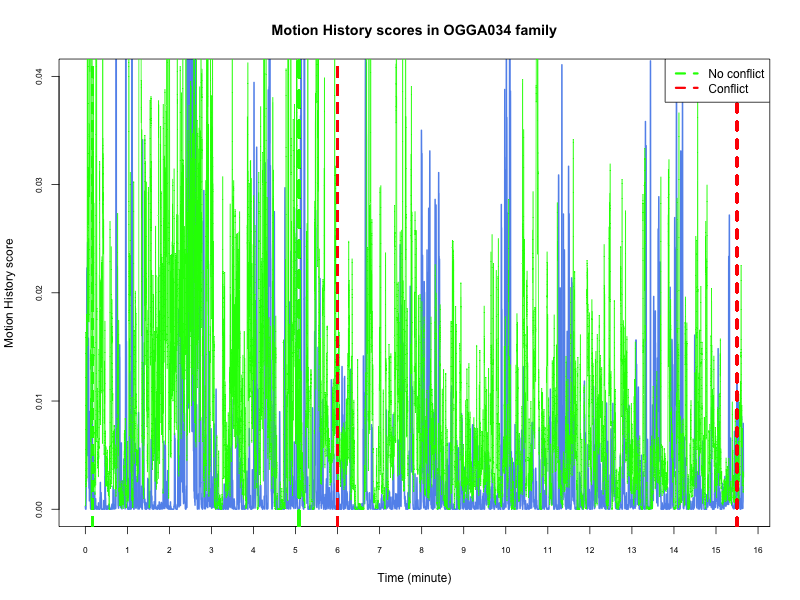 Motion History scores in OGGA034 family
No conflict
Conflict
Motion History score
0.04
0.03
0.02
0.01
0.00
0 1 2 3 4 5 6 7 8 9 10 11 12 13 14 15 16
Time (minute)